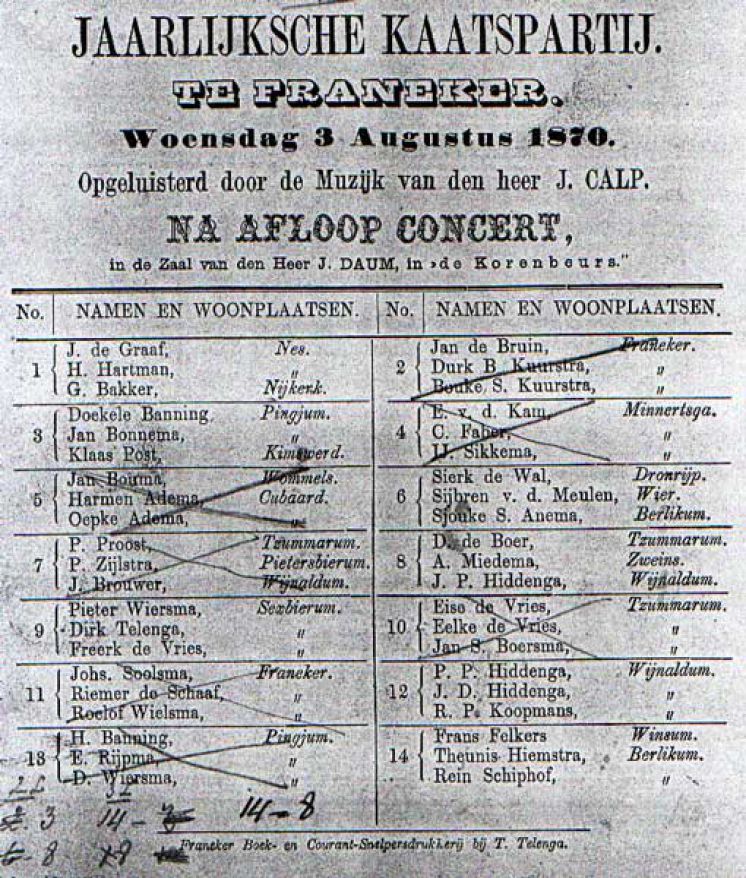 JAARLIJKSCHE KAATSPARTIJ.
TE FRANEKER.
Woensdag 3 Augustus 1870.
Opgeluisterd door de Muzijk van den heer J. CALP.
NA AFLOOP CONCERT,
in de Zaal van den Heer J. DAUM, in „de Korenbeurs."
No. NAMEN EN WOONPLAATSEN. No. NAMEN EN WOONPLAATSEN.
1
J. de Graaf, Nes.
H. Hartman, „
G. Bakker, Nijkerk.
2
Jan de Bruin, Franeker.
Durk B. Kuurstra, „
Bouke S. Kuurstra, „
3
Doekele Banning Pingjum.
Jan Bonnema, „
Klaas Post, Kimswerd.
4
E. v. d. Kam, Minnertsga.
C. Faber, „
IJ. Sikkema, „
5
Jan Bouma, Wommels.
Harmen Adema, Cubaard.
Oepke Adema, „
6
Sierk de Wal, Dronrijp.
Sijbren v. d. Meulen, Wier.
Sjouke S. Anema, Berlikum.
7
P. Proost, Tzummarum.
P. Zijlstra, Pietersbierum.
J. Brouwer, Wijnaldum.
8
D. de Boer, Tzummarum.
A. Miedema, Zweins.
J. P. Hiddenga, Wijnaldum.
9
Pieter Wiersma, Sexbierum.
Dirk Telenga, „
Freerk de Vries, „
10
Eise de Vries, Tzummarum.
Eelke de Vries, „
Jan S. Boersma, „
11
Johs. Soolsma, Franeker.
Riemer de Schaaf, „
Roelof Wielsma, „
12
P. P. Hiddenga, Wijnaldum.
J. D. Hiddenga, „
R. P. Koopmans, „
13
H. Banning, Pingjum.
E. Rijpma, „
D. Wiersma, „
14
Frans Felkers Winsum.
Theunis Hiemstra, Berlikum.
Rein Schiphof, „
3 14 - 14 - 8
8
Franeker Boek- en Courant-Snelpersdrukkerij bij T. Telenga.